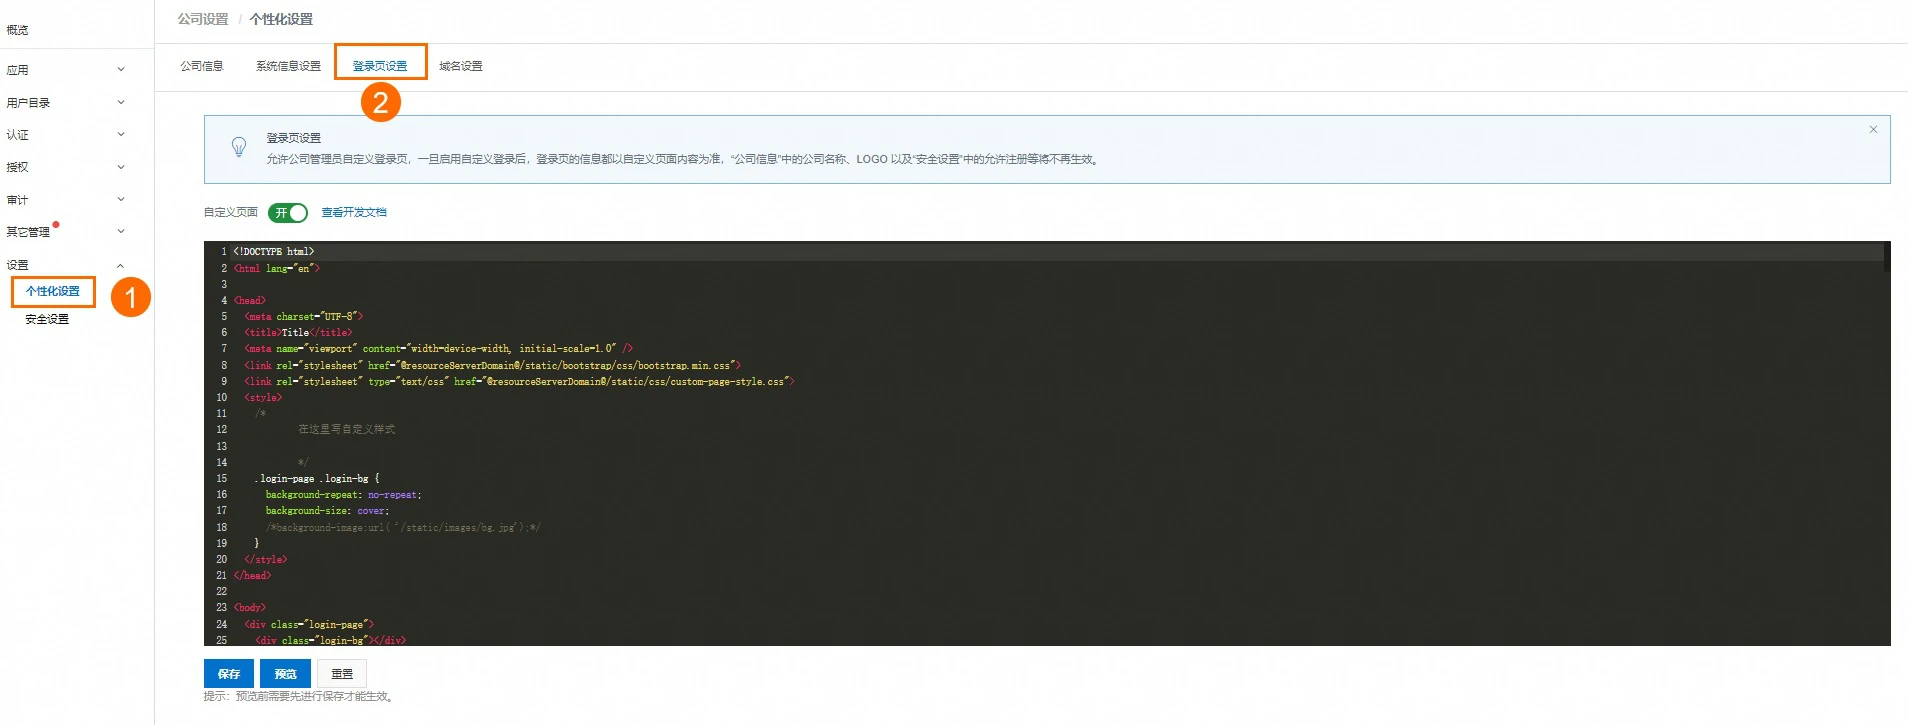 概览
应用
用户目录
认证
授权
审计
其它管理
设置
个性化设置
1
安全设置
公司设置 / 个性化设置
公司信息 系统信息设置 登录页设置 域名设置
2
登录页设置
允许公司管理员自定义登录页，一旦启用自定义登录后，登录页的信息都以自定义页面内容为准，“公司信息”中的公司名称、LOGO 以及“安全设置”中的允许注册等将不再生效。
自定义页面 开 查看开发文档
1 <!DOCTYPE html>
2 <html lang="en">
3
4 <head>
5 <meta charset="UTF-8">
6 <title>Title</title>
7 <meta name="viewport" content="width=device-width, initial-scale=1.0" />
8 <link rel="stylesheet" href="@resourceServerDomain@/static/bootstrap/css/bootstrap.min.css">
9 <link rel="stylesheet" type="text/css" href="@resourceServerDomain@/static/css/custom-page-style.css">
10 <style>
11 /*
12 在这里写自定义样式
13
14 */
15 .login-page .login-bg {
16 background-repeat: no-repeat;
17 background-size: cover;
18 /*background-image:url('/static/images/bg.jpg');*/
19 }
20 </style>
21 </head>
22
23 <body>
24 <div class="login-page">
25 <div class="login-bg"></div>
保存 预览 重置
提示：预览前需要先进行保存才能生效。